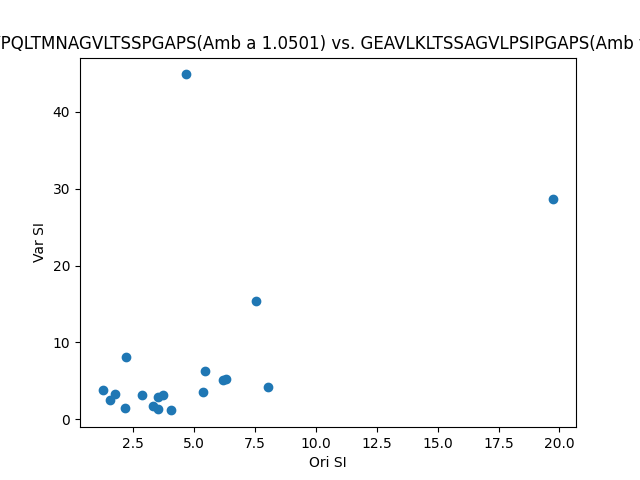 PQLTMNAGVLTSSPGAPS(Amb a 1.0501) vs. GEAVLKLTSSAGVLPSIPGAPS(Amb
40
30
20
10
0
Var SI
2.5 5.0 7.5 10.0 12.5 15.0 17.5 20.0
Ori SI